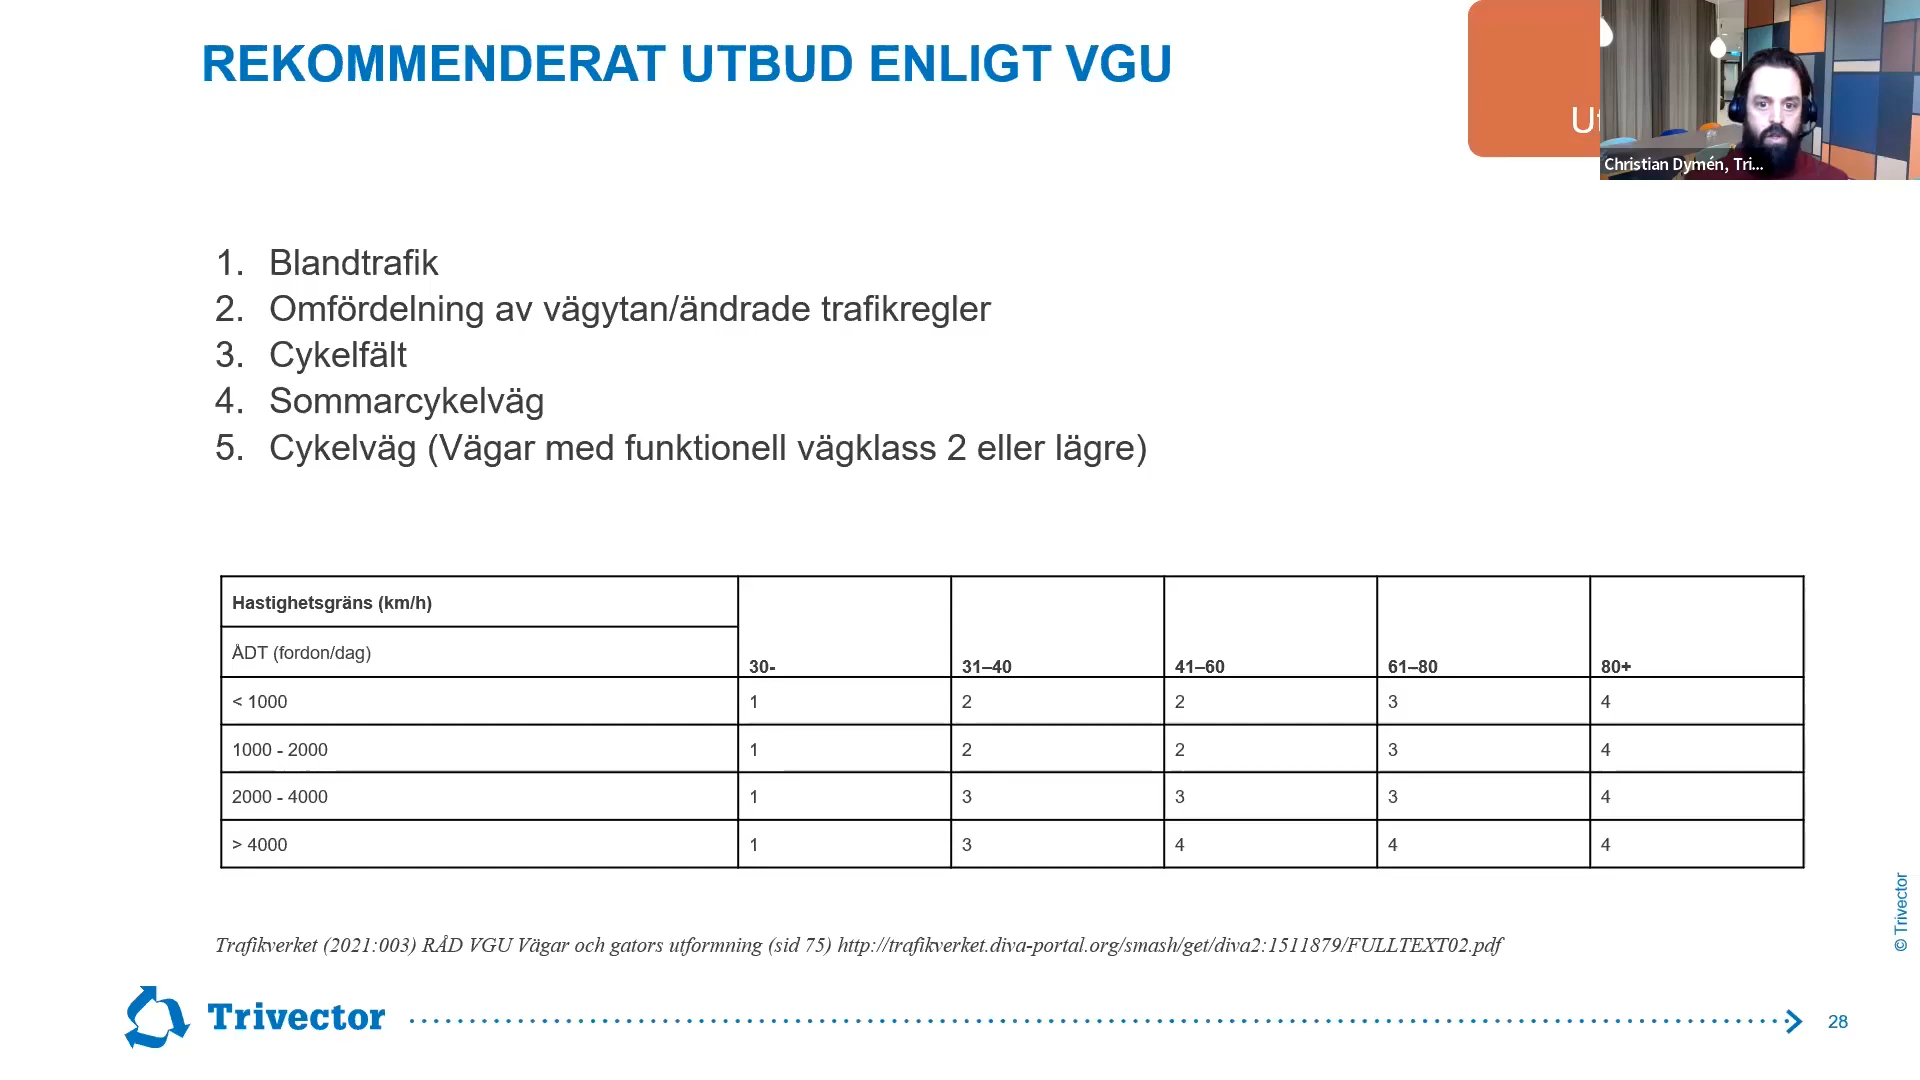 REKOMMENDERAT UTBUD ENLIGT VGU
Christian Dymén, Tri...
1. Blandtrafik
2. Omfördelning av vägytan/ändrade trafikregler
3. Cykelfält
4. Sommarcykelväg
5. Cykelväg (Vägar med funktionell vägklass 2 eller lägre)
Hastighetsgräns (km/h)
ÅDT (fordon/dag) 30- 31–40 41–60 61–80 80+
< 1000 1 2 2 3 4
1000 - 2000 1 2 2 3 4
2000 - 4000 1 3 3 3 4
> 4000 1 3 4 4 4
Trafikverket (2021:003) RÅD VGU Vägar och gators utformning (sid 75) http://trafikverket.diva-portal.org/smash/get/diva2:1511879/FULLTEXT02.pdf
© Trivector
Trivector
28